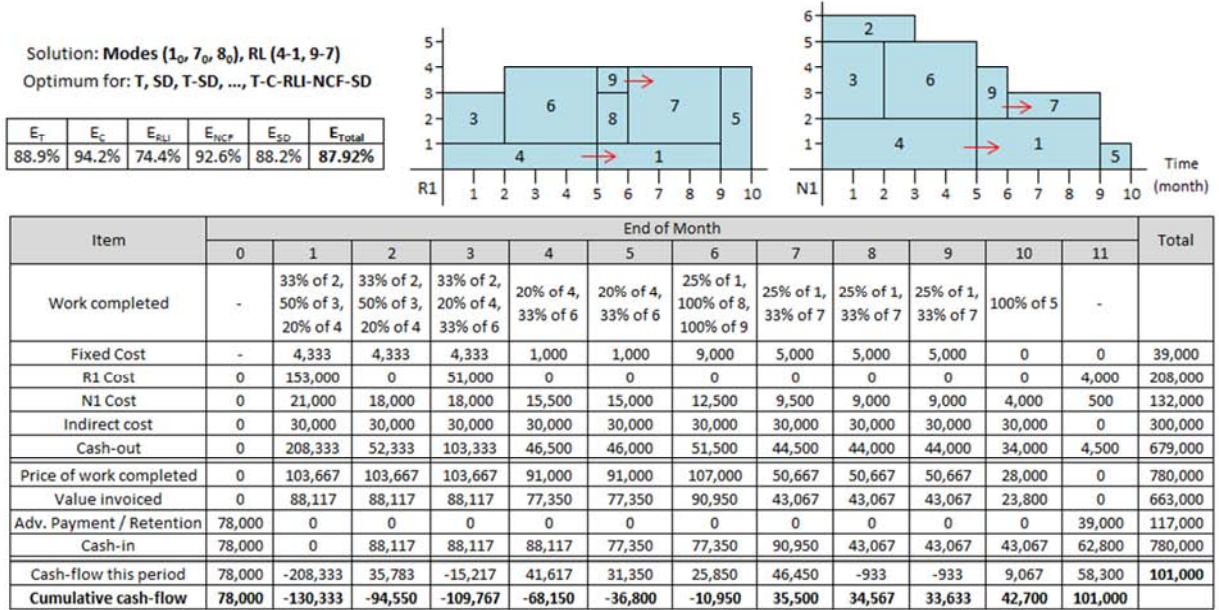 Solution: Modes (1₀, 7₀, 8₀), RL (4-1, 9-7)
Optimum for: T, SD, T-SD, ..., T-C-RLI-NCF-SD
E_T E_C E_RLI E_NCF E_SD E_Total
88.9% 94.2% 74.4% 92.6% 88.2% 87.92%
5
4
3
2
1
3 6 9 8 7 5
4 1
R1 1 2 3 4 5 6 7 8 9 10
6
5
4
3
2
1
2
3 6 9 7
4 1 5
N1 1 2 3 4 5 6 7 8 9 10
Time
(month)
Item End of Month Total
0 1 2 3 4 5 6 7 8 9 10 11
Work completed - 33% of 2, 50% of 3, 20% of 4 33% of 2, 50% of 3, 20% of 4 33% of 2, 20% of 4, 33% of 6 20% of 4, 33% of 6 20% of 4, 33% of 6 25% of 1, 100% of 8, 100% of 9 25% of 1, 33% of 7 25% of 1, 33% of 7 25% of 1, 33% of 7 100% of 5 -
Fixed Cost - 4,333 4,333 4,333 1,000 1,000 9,000 5,000 5,000 5,000 0 0 39,000
R1 Cost 0 153,000 0 51,000 0 0 0 0 0 0 0 4,000 208,000
N1 Cost 0 21,000 18,000 18,000 15,500 15,000 12,500 9,500 9,000 9,000 4,000 500 132,000
Indirect cost 0 30,000 30,000 30,000 30,000 30,000 30,000 30,000 30,000 30,000 30,000 0 300,000
Cash-out 0 208,333 52,333 103,333 46,500 46,000 51,500 44,500 44,000 44,000 34,000 4,500 679,000
Price of work completed 0 103,667 103,667 103,667 91,000 91,000 107,000 50,667 50,667 50,667 28,000 0 780,000
Value invoiced 0 88,117 88,117 88,117 77,350 77,350 90,950 43,067 43,067 43,067 23,800 0 663,000
Adv. Payment / Retention 78,000 0 0 0 0 0 0 0 0 0 0 39,000 117,000
Cash-in 78,000 0 88,117 88,117 88,117 77,350 77,350 90,950 43,067 43,067 43,067 62,800 780,000
Cash-flow this period 78,000 -208,333 35,783 -15,217 41,617 31,350 25,850 46,450 -933 -933 9,067 58,300 101,000
Cumulative cash-flow 78,000 -130,333 -94,550 -109,767 -68,150 -36,800 -10,950 35,500 34,567 33,633 42,700 101,000